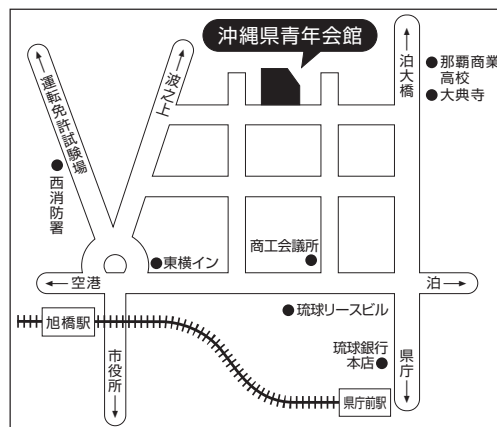 沖縄県青年会館
泊大橋
那覇商業
高校
大典寺
波之上
運転免許試験場
西消防署
商工会議所
東横イン
空港
泊
琉球リースビル
旭橋駅
市役所
琉球銀行
本店
県庁
県庁前駅